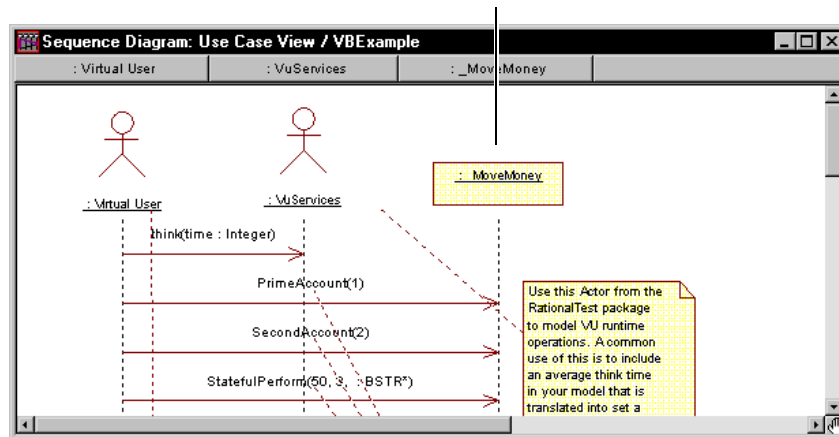 Sequence Diagram: Use Case View / VBExample
: Virtual User
: VuServices
: _MoveMoney
: Virtual User
: VuServices
: _MoveMoney
think(time : Integer)
PrimeAccount(1)
SecondAccount(2)
StatefulPerform(50, 3, : BSTR*)
Use this Actor from the
RationalTest package
to model VU runtime
operations. A common
use of this is to include
an average think time
in your model that is
translated into set a